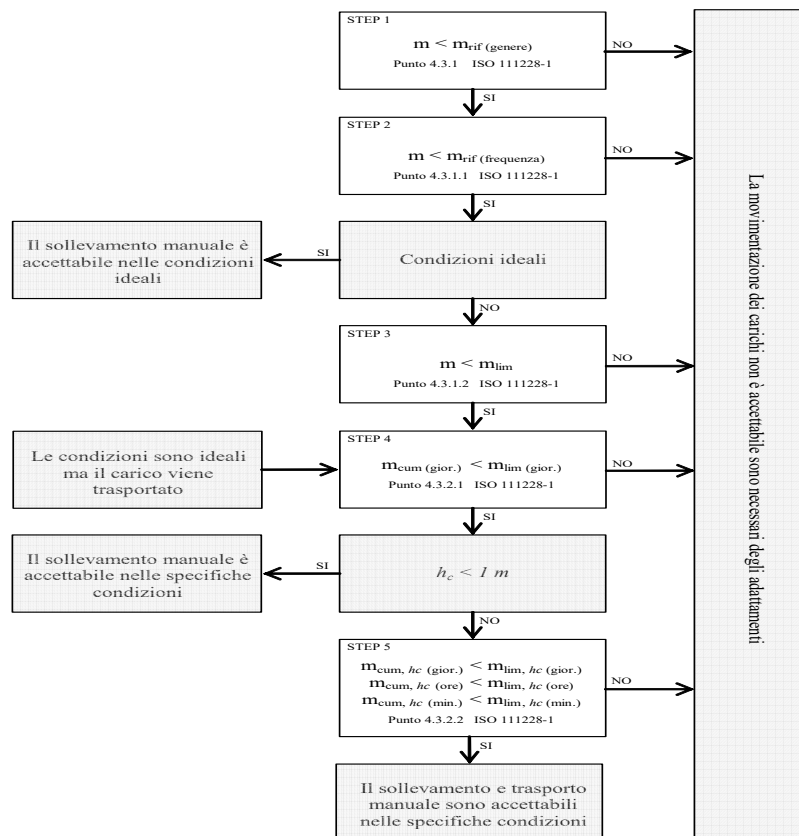 STEP 1
m < mrif (genere)
Punto 4.3.1 ISO 111228-1
NO
SI
STEP 2
m < mrif (frequenza)
Punto 4.3.1.1 ISO 111228-1
NO
SI
Il sollevamento manuale è
accettabile nelle condizioni
ideali
SI
Condizioni ideali
NO
STEP 3
m < mlim
Punto 4.3.1.2 ISO 111228-1
NO
SI
Le condizioni sono ideali
ma il carico viene
trasportato
STEP 4
mcum (gior.) < mlim (gior.)
Punto 4.3.2.1 ISO 111228-1
NO
SI
Il sollevamento manuale è
accettabile nelle specifiche
condizioni
SI
hc < 1 m
NO
STEP 5
mcum, hc (gior.) < mlim, hc (gior.)
mcum, hc (ore) < mlim, hc (ore)
mcum, hc (min.) < mlim, hc (min.)
Punto 4.3.2.2 ISO 111228-1
NO
SI
Il sollevamento e trasporto
manuale sono accettabili
nelle specifiche condizioni
La movimentazione dei carichi non è accettabile sono necessari degli adattamenti